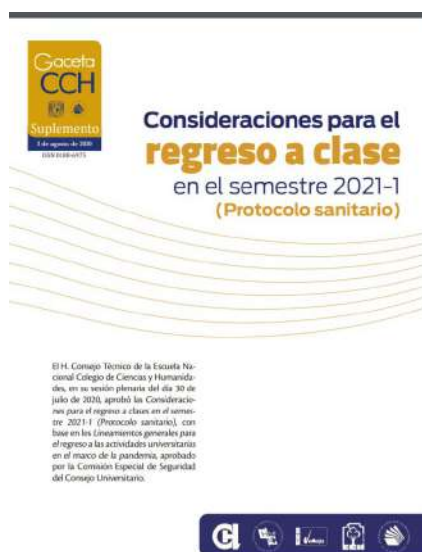 Gaceta
CCH
Suplemento
3 de agosto de 2020
ISSN 0188-6975
Consideraciones para el
regreso a clase
en el semestre 2021-1
(Protocolo sanitario)
El H. Consejo Técnico de la Escuela Na-
cional Colegio de Ciencias y Humanida-
des, en su sesión plenaria del día 30 de
julio de 2020, aprobó las Consideracio-
nes para el regreso a clases en el semes-
tre 2021-1 (Protocolo sanitario), con
base en los Lineamientos generales para
el regreso a las actividades universitarias
en el marco de la pandemia, aprobado
por la Comisión Especial de Seguridad
del Consejo Universitario.